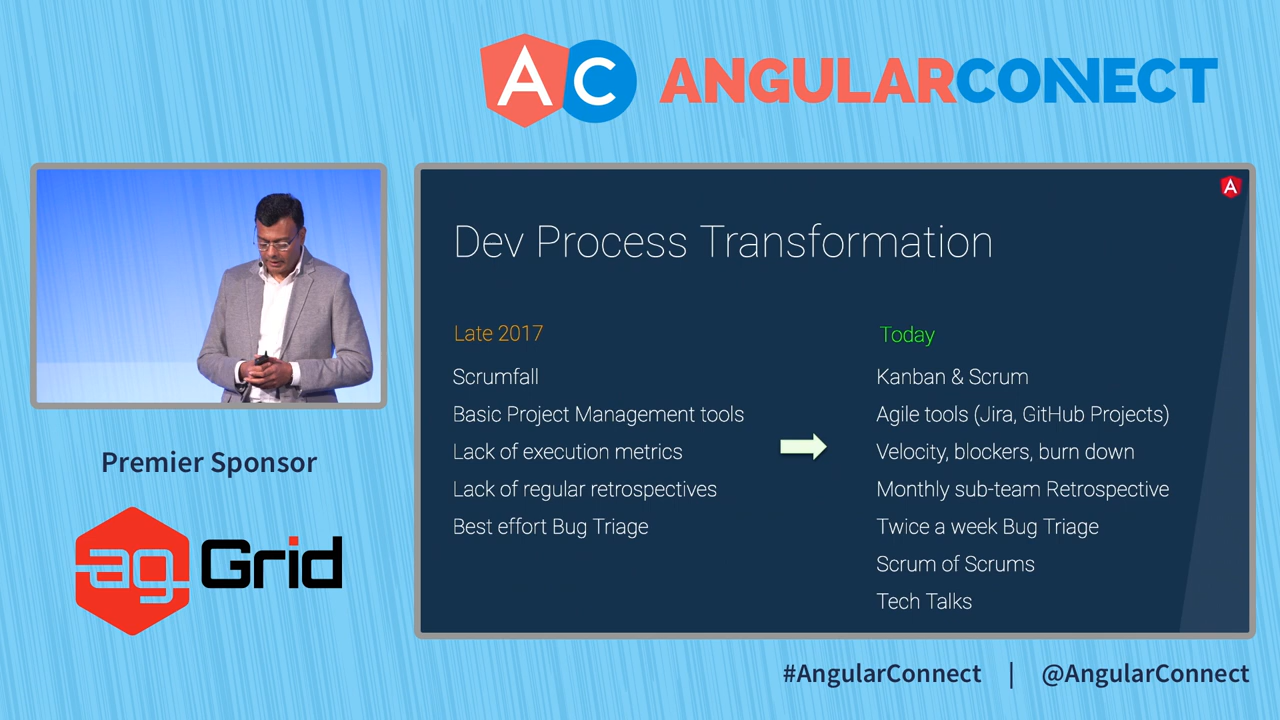 AC ANGULARCONNECT
A
Dev Process Transformation
Late 2017
Scrumfall
Basic Project Management tools
Lack of execution metrics
Lack of regular retrospectives
Best effort Bug Triage
Today
Kanban & Scrum
Agile tools (Jira, GitHub Projects)
Velocity, blockers, burn down
Monthly sub-team Retrospective
Twice a week Bug Triage
Scrum of Scrums
Tech Talks
Premier Sponsor
ag Grid
#AngularConnect | @AngularConnect